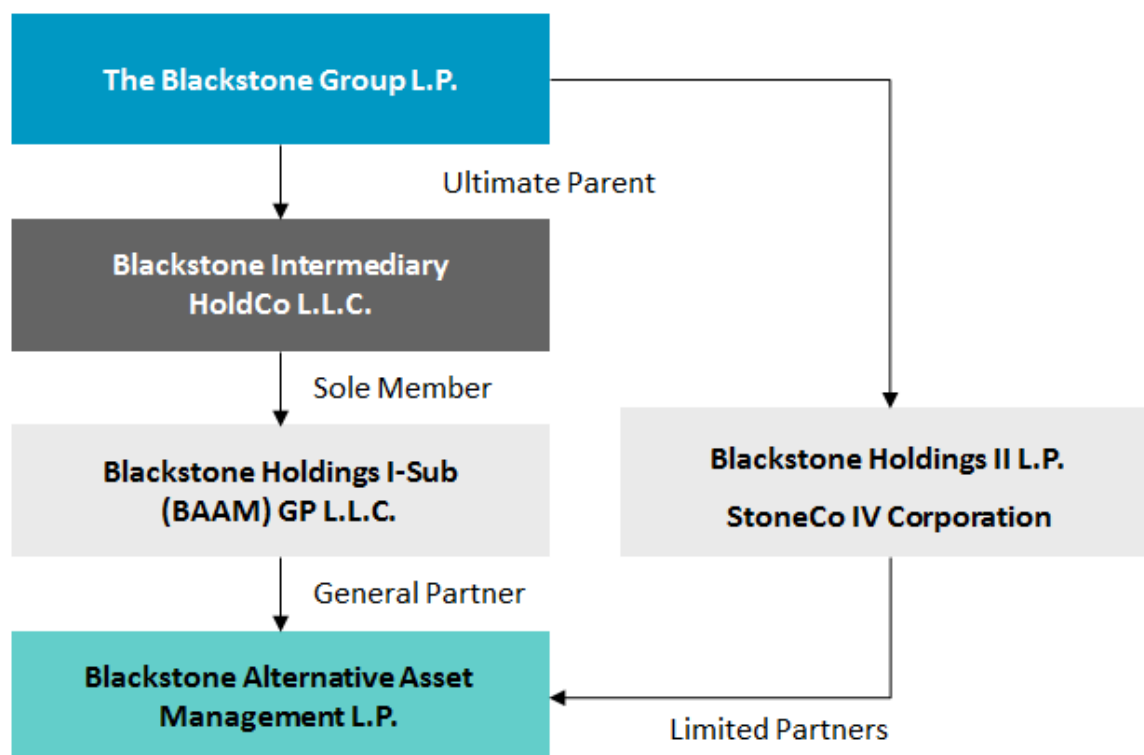 The Blackstone Group L.P.
Ultimate Parent
Blackstone Intermediary
HoldCo L.L.C.
Sole Member
Blackstone Holdings I-Sub
(BAAM) GP L.L.C.
Blackstone Holdings II L.P.
StoneCo IV Corporation
General Partner
Blackstone Alternative Asset
Management L.P.
Limited Partners